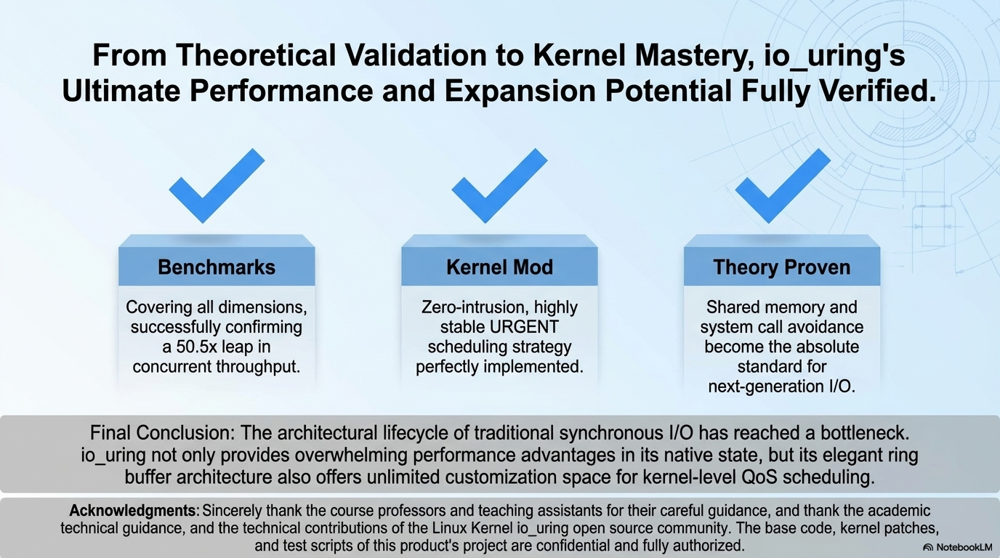 From Theoretical Validation to Kernel Mastery, io_uring's
Ultimate Performance and Expansion Potential Fully Verified.
Benchmarks
Covering all dimensions,
successfully confirming
a 50.5x leap in
concurrent throughput.
Kernel Mod
Zero-intrusion, highly
stable URGENT
scheduling strategy
perfectly implemented.
Theory Proven
Shared memory and
system call avoidance
become the absolute
standard for
next-generation I/O.
Final Conclusion: The architectural lifecycle of traditional synchronous I/O has reached a bottleneck.
io_uring not only provides overwhelming performance advantages in its native state, but its elegant ring
buffer architecture also offers unlimited customization space for kernel-level QoS scheduling.
Acknowledgments: Sincerely thank the course professors and teaching assistants for their careful guidance, and thank the academic
technical guidance, and the technical contributions of the Linux Kernel io_uring open source community. The base code, kernel patches,
and test scripts of this product's project are confidential and fully authorized.
NotebookLM